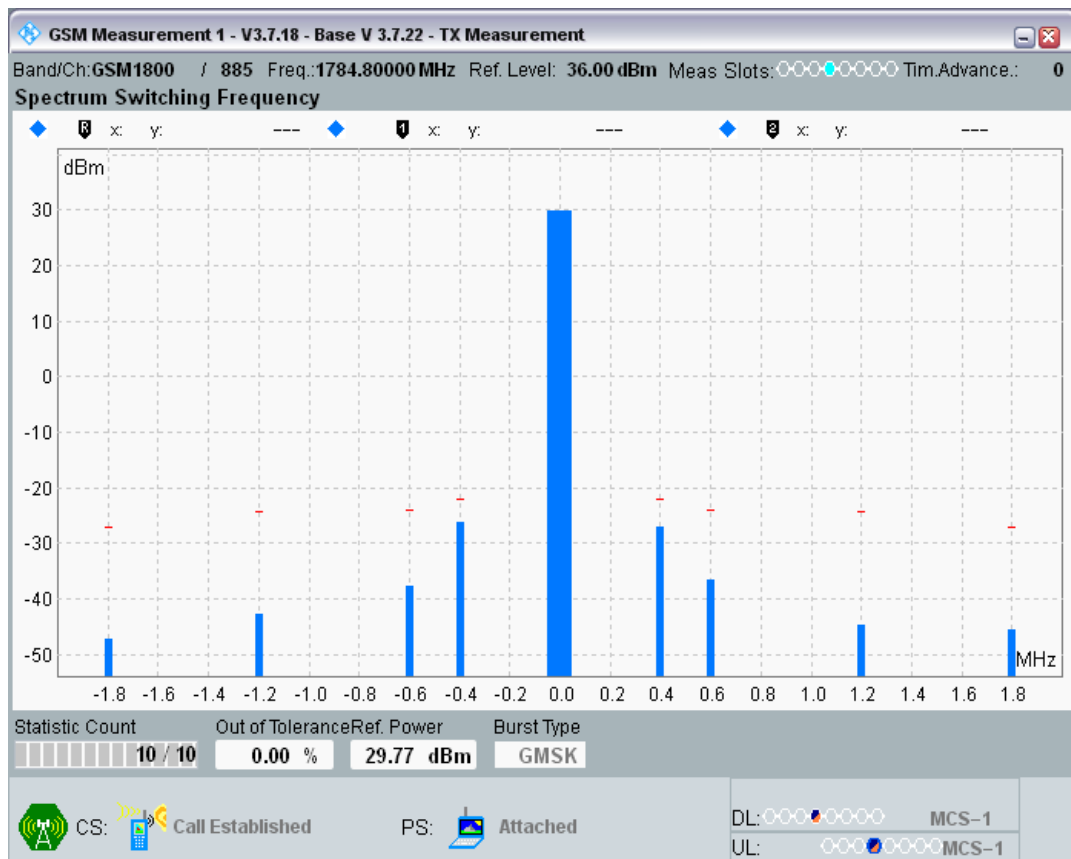 GSM Measurement 1 - V3.7.18 - Base V 3.7.22 - TX Measurement
Band/Ch:GSM1800 / 885 Freq.:1784.80000 MHz Ref. Level: 36.00 dBm Meas Slots: Tim.Advance.: 0
Spectrum Switching Frequency
R x: y: --- 1 x: y: --- 2 x: y: ---
dBm
30
20
10
0
-10
-20
-30
-40
-50
MHz
-1.8 -1.6 -1.4 -1.2 -1.0 -0.8 -0.6 -0.4 -0.2 0.0 0.2 0.4 0.6 0.8 1.0 1.2 1.4 1.6 1.8
Statistic Count Out of Tolerance Ref. Power Burst Type
10 / 10 0.00 % 29.77 dBm GMSK
CS: Call Established PS: Attached DL: MCS-1
UL: MCS-1